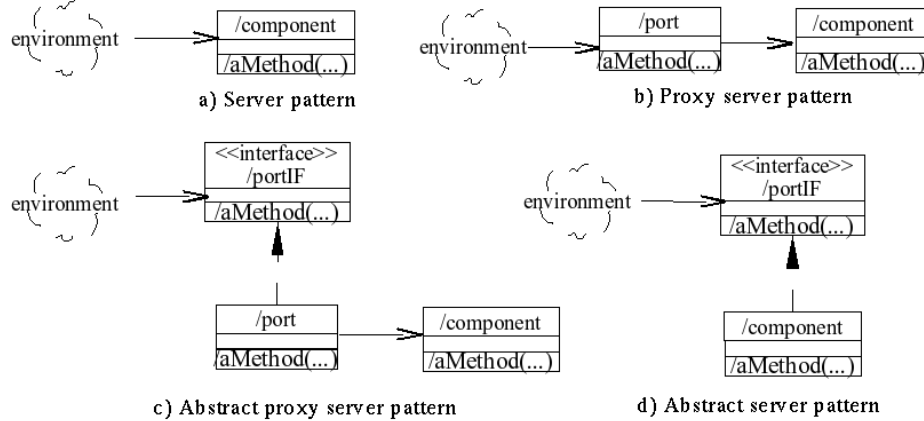 environment
/component
/aMethod(...)
a) Server pattern
environment
/port
/aMethod(...)
/component
/aMethod(...)
b) Proxy server pattern
environment
<<interface>>
/portIF
/aMethod(...)
/port
/aMethod(...)
/component
/aMethod(...)
c) Abstract proxy server pattern
environment
<<interface>>
/portIF
/aMethod(...)
/component
/aMethod(...)
d) Abstract server pattern